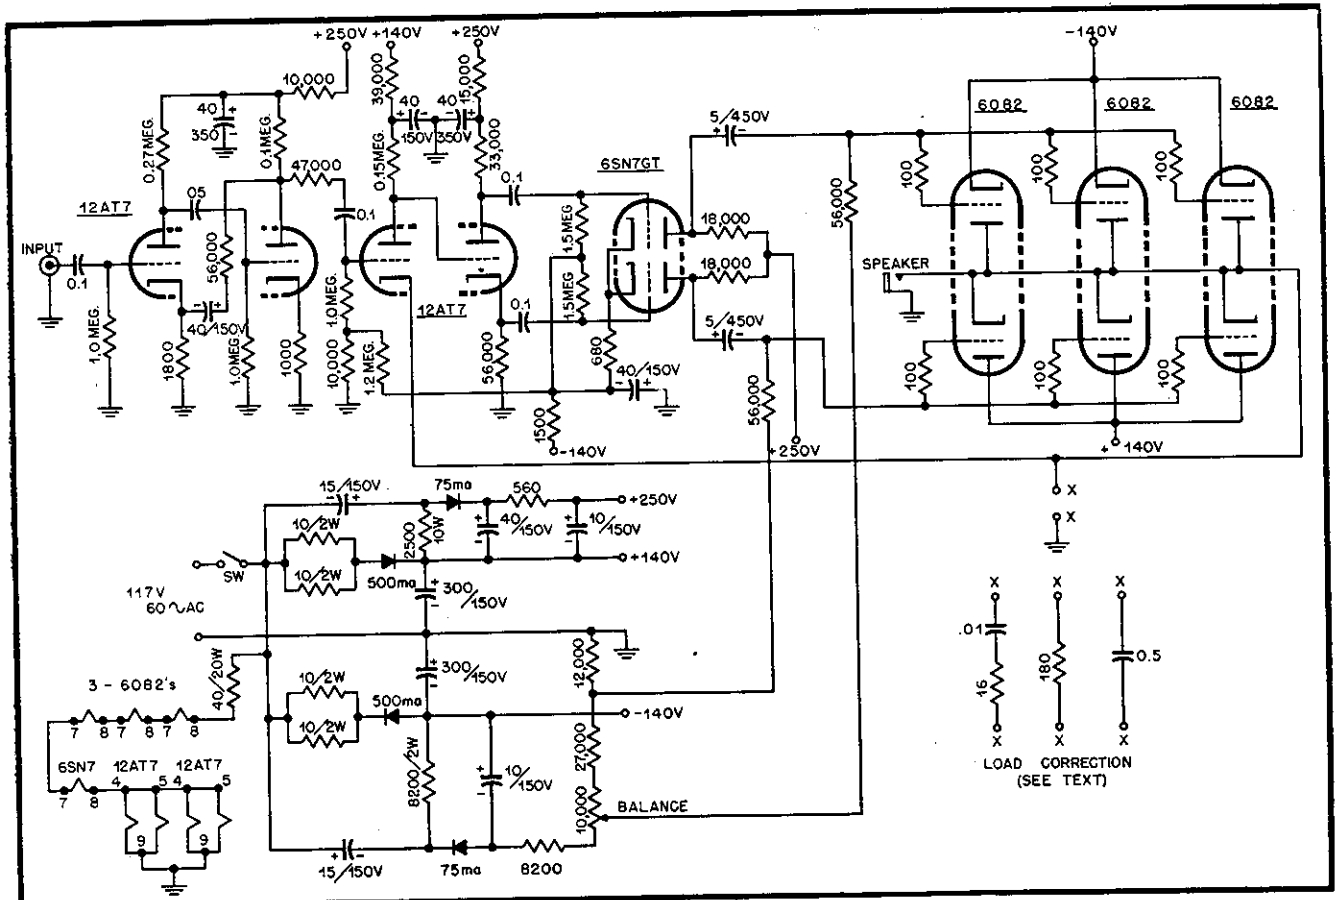 +250V +140V +250V
-140V
10,000
39,000
15,000
40
+
350
-
0.27MEG.
0.1MEG.
40
+
-
150V
40
+
-
350V
0.15MEG
33,000
47,000
12AT7
05
0.1
0.1
6SN7GT
5/450V
+ -
56,000
6082
6082
6082
100
100
100
INPUT
0.1
56,000
1.5MEG.
1.5MEG.
18,000
18,000
SPEAKER
1.0 MEG.
- +
40/150V
1800
1.0MEG
1000
1.0MEG.
10,000
1.2 MEG.
12AT7
0.1
56,000
680
5/450V
+ -
40/150V
- +
1500
-140V
56,000
+250V
100
100
100
+ 140V
X
X
15/150V
- +
75ma
560
+250V
10/2W
2500
10W
+
-
40/150V
+
-
10/150V
10/2W
500ma
+140V
SW
117V
60~AC
+
-
300/150V
40/20W
+
-
300/150V
12,000
3 - 6082's
10/2W
500ma
-140V
10/2W
7 8 7 8 7 8
6SN7 12AT7 12AT7
7 8 4 5 4 5
9 9
8200/2W
+
-
10/150V
27,000
10,000
BALANCE
+ -
15/150V
75ma
8200
X X X
.01
16
180
0.5
X X X
LOAD CORRECTION
(SEE TEXT)